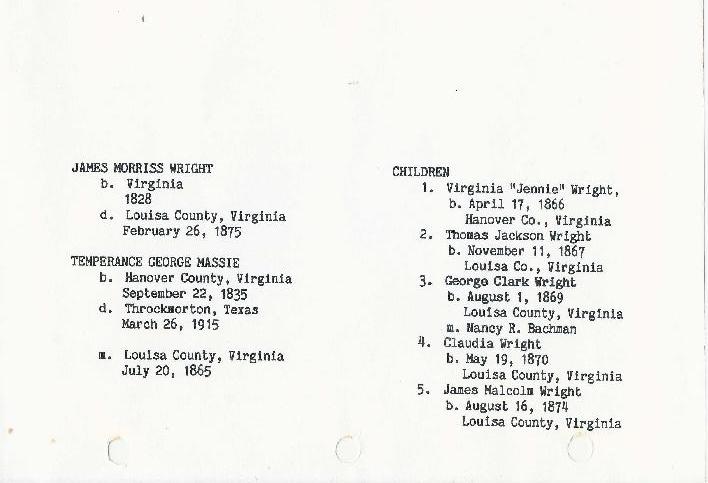 JAMES MORRISS WRIGHT
b. Virginia
1828
d. Louisa County, Virginia
February 26, 1875
TEMPERANCE GEORGE MASSIE
b. Hanover County, Virginia
September 22, 1835
d. Throckmorton, Texas
March 26, 1915
m. Louisa County, Virginia
July 20, 1865
CHILDREN
1. Virginia "Jennie" Wright,
b. April 17, 1866
Hanover Co., Virginia
2. Thomas Jackson Wright
b. November 11, 1867
Louisa Co., Virginia
3. George Clark Wright
b. August 1, 1869
Louisa County, Virginia
m. Nancy R. Bachman
4. Claudia Wright
b. May 19, 1870
Louisa County, Virginia
5. James Malcolm Wright
b. August 16, 1874
Louisa County, Virginia